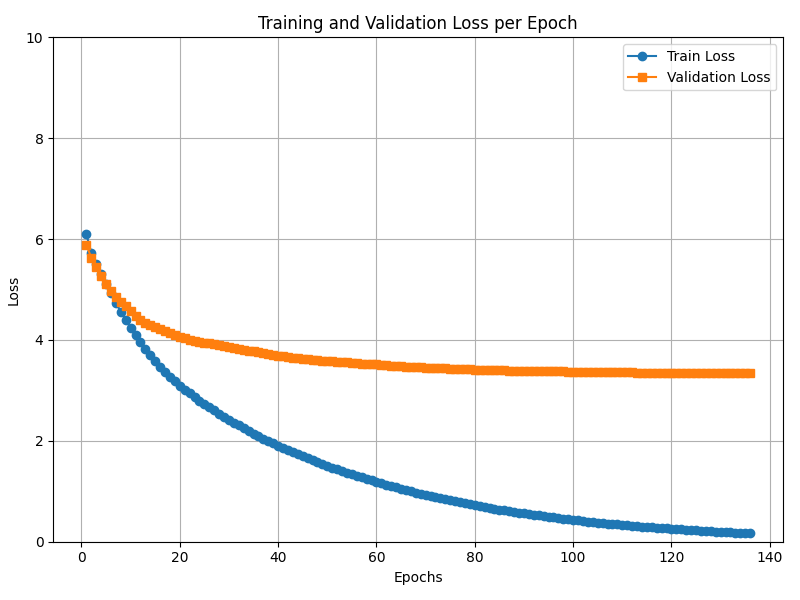 Training and Validation Loss per Epoch
Train Loss
Validation Loss
10
8
6
4
2
0
Loss
0 20 40 60 80 100 120 140
Epochs